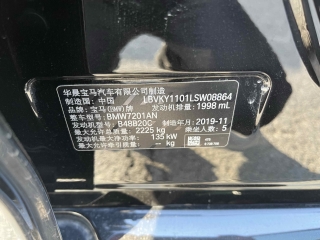 华晨宝马汽车有限公司制造
制造国：中国 LBVKY1101LSW08864
品牌：宝马(BMW)牌 发动机排量：1998 mL
整车型号：BMW7201AN
发动机型号：B48B20C 制造年月：2019-11
最大允许总质量：2225 kg 乘坐人数：5
发动机最大净功率：135 kW
kg